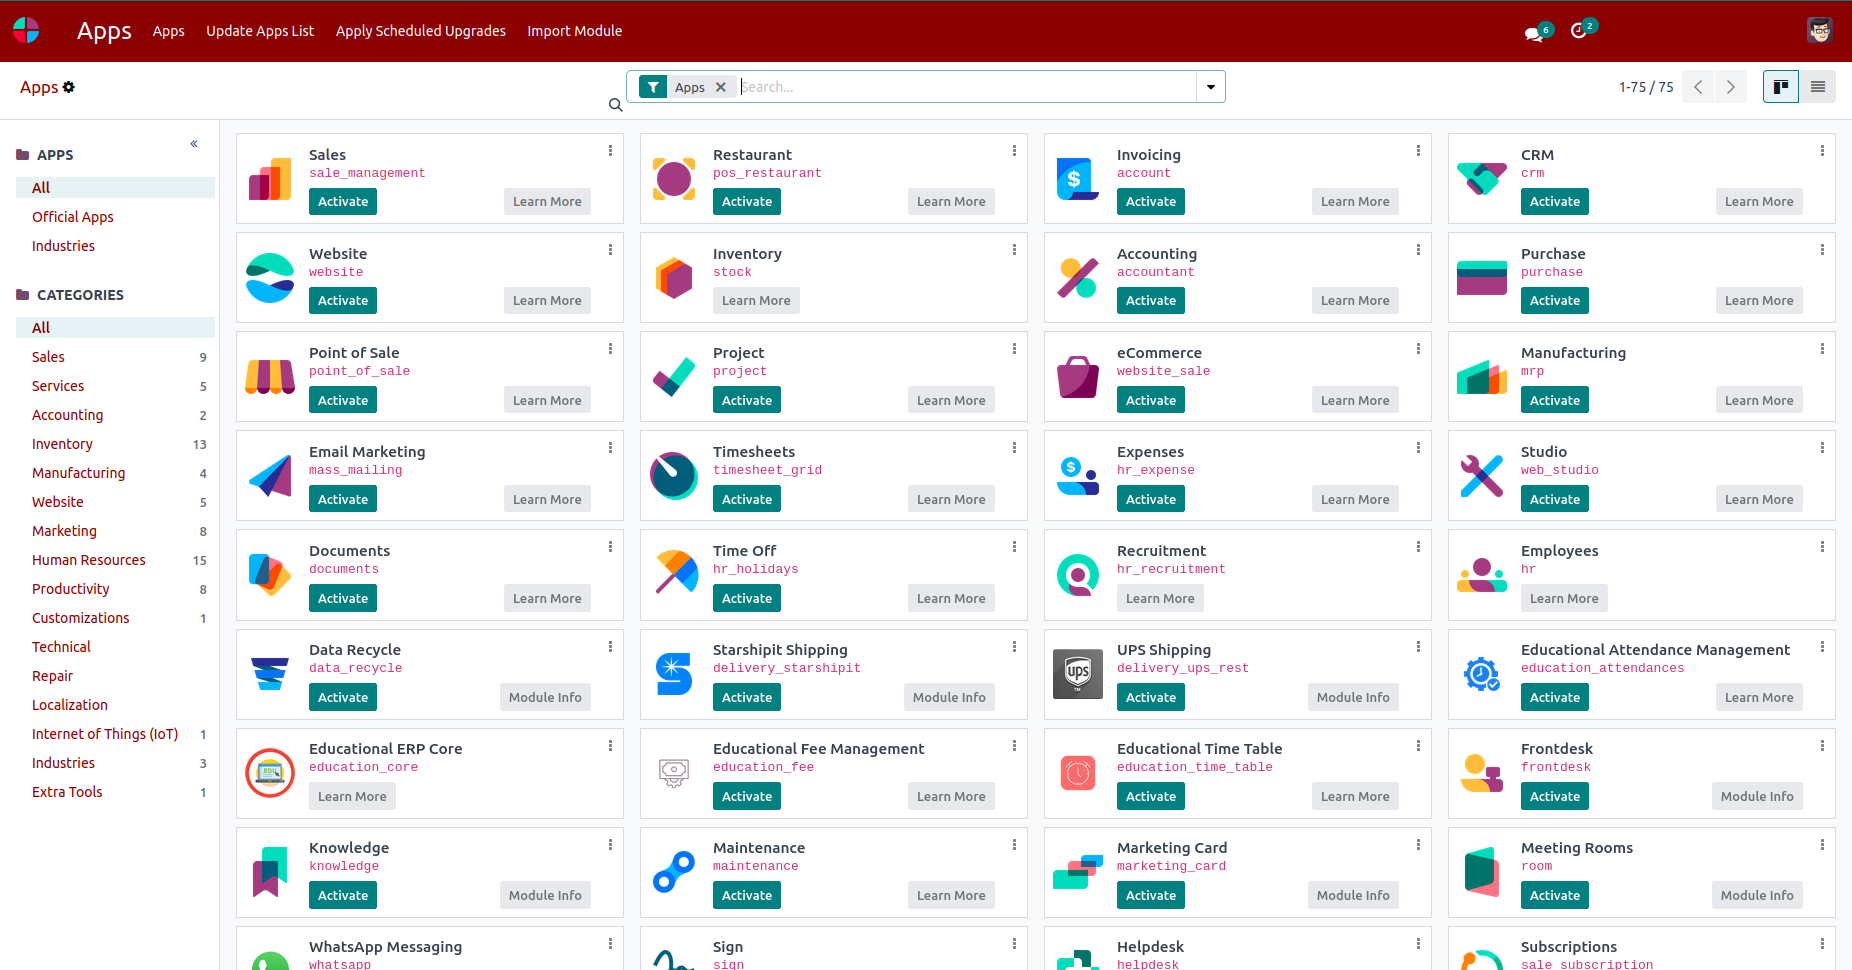 Apps Apps Update Apps List Apply Scheduled Upgrades Import Module 6 2
Apps Apps Search... 1-75 / 75
APPS
All
Official Apps
Industries
CATEGORIES
All
Sales 9
Services 5
Accounting 2
Inventory 13
Manufacturing 4
Website 5
Marketing 8
Human Resources 15
Productivity 8
Customizations 1
Technical
Repair
Localization
Internet of Things (IoT) 1
Industries 3
Extra Tools 1
Sales
sale_management
Activate Learn More
Restaurant
pos_restaurant
Activate Learn More
Invoicing
account
Activate Learn More
CRM
crm
Activate Learn More
Website
website
Activate Learn More
Inventory
stock
Learn More
Accounting
accountant
Activate Learn More
Purchase
purchase
Activate Learn More
Point of Sale
point_of_sale
Activate Learn More
Project
project
Activate Learn More
eCommerce
website_sale
Activate Learn More
Manufacturing
mrp
Activate Learn More
Email Marketing
mass_mailing
Activate Learn More
Timesheets
timesheet_grid
Activate Learn More
Expenses
hr_expense
Activate Learn More
Studio
web_studio
Activate Learn More
Documents
documents
Activate Learn More
Time Off
hr_holidays
Activate Learn More
Recruitment
hr_recruitment
Learn More
Employees
hr
Learn More
Data Recycle
data_recycle
Activate Module Info
Starshipit Shipping
delivery_starshipit
Activate Module Info
ups
UPS Shipping
delivery_ups_rest
Activate Module Info
Educational Attendance Management
education_attendances
Activate Learn More
EDU
Educational ERP Core
education_core
Learn More
Educational Fee Management
education_fee
Activate Learn More
Educational Time Table
education_time_table
Activate Learn More
Frontdesk
frontdesk
Activate Module Info
Knowledge
knowledge
Activate Module Info
Maintenance
maintenance
Activate Learn More
Marketing Card
marketing_card
Activate Module Info
Meeting Rooms
room
Activate Module Info
WhatsApp Messaging
whatsapp
Sign
sign
Helpdesk
helpdesk
Subscriptions
sale_subscription